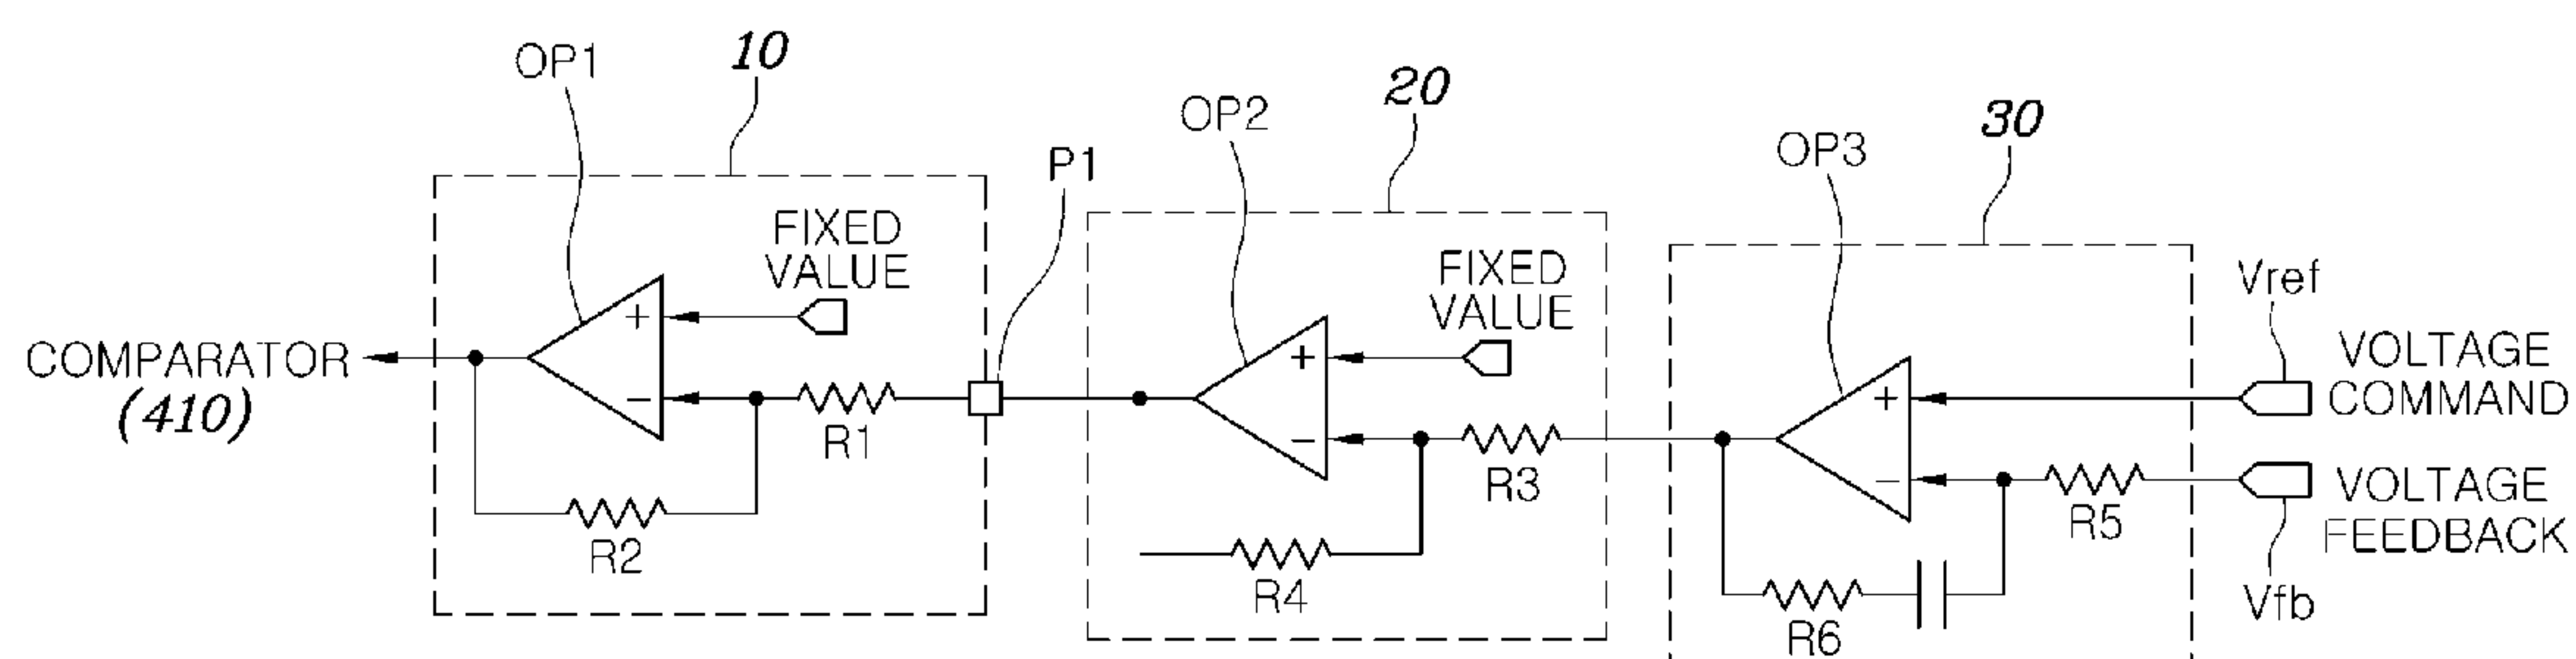 OP1
10
P1
OP2
20
OP3
30
FIXED
VALUE
FIXED
VALUE
Vref
+
+
+
COMPARATOR
(410)
VOLTAGE
COMMAND
−
R1
−
R3
−
R5
VOLTAGE
FEEDBACK
R2
R4
R6
Vfb